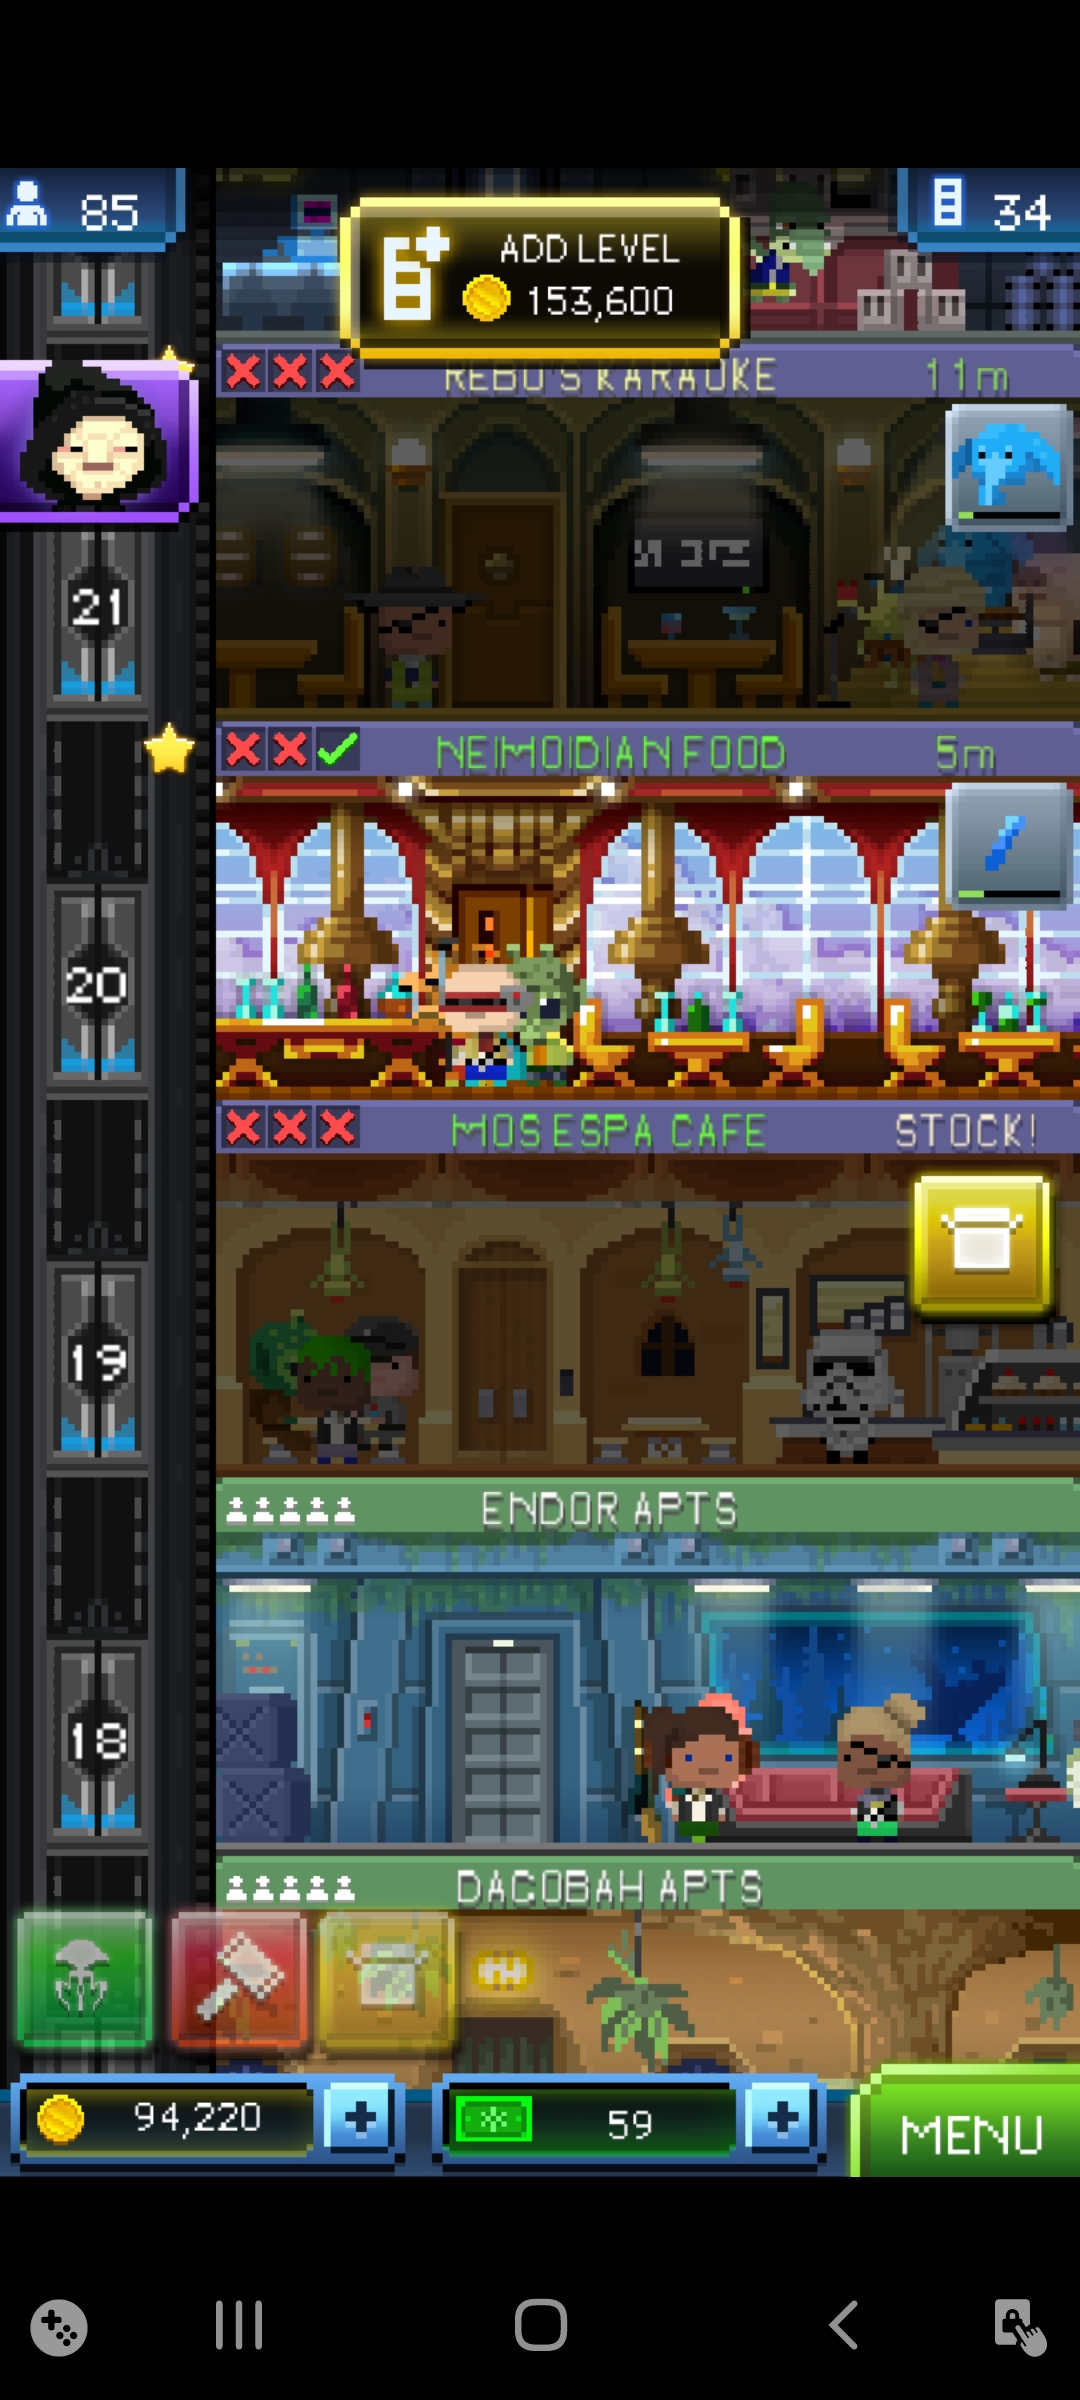 85
34
ADD LEVEL
153,600
REBO'S KARAOKE
11m
21
NEIMOIDIAN FOOD
5m
20
MOS ESPA CAFE
STOCK!
19
ENDOR APTS
18
DAGOBAH APTS
94,220
59
MENU